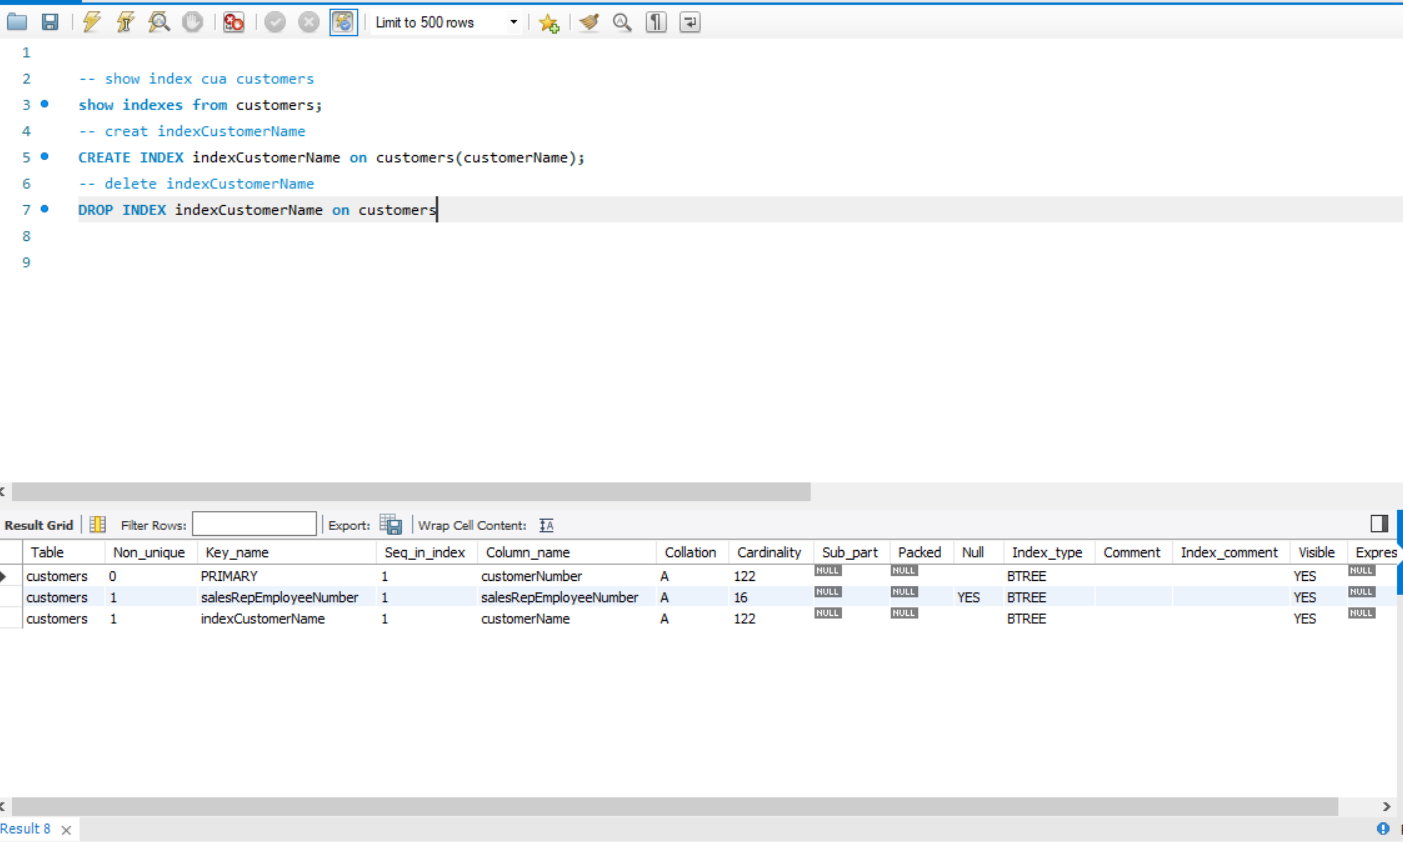 Limit to 500 rows
1
2 -- show index cua customers
3 show indexes from customers;
4 -- creat indexCustomerName
5 CREATE INDEX indexCustomerName on customers(customerName);
6 -- delete indexCustomerName
7 DROP INDEX indexCustomerName on customers
8
9
Result Grid Filter Rows: Export: Wrap Cell Content: IA
Table Non_unique Key_name Seq_in_index Column_name Collation Cardinality Sub_part Packed Null Index_type Comment Index_comment Visible Expres
customers 0 PRIMARY 1 customerNumber A 122 NULL NULL BTREE YES NULL
customers 1 salesRepEmployeeNumber 1 salesRepEmployeeNumber A 16 NULL NULL YES BTREE YES NULL
customers 1 indexCustomerName 1 customerName A 122 NULL NULL BTREE YES NULL
Result 8